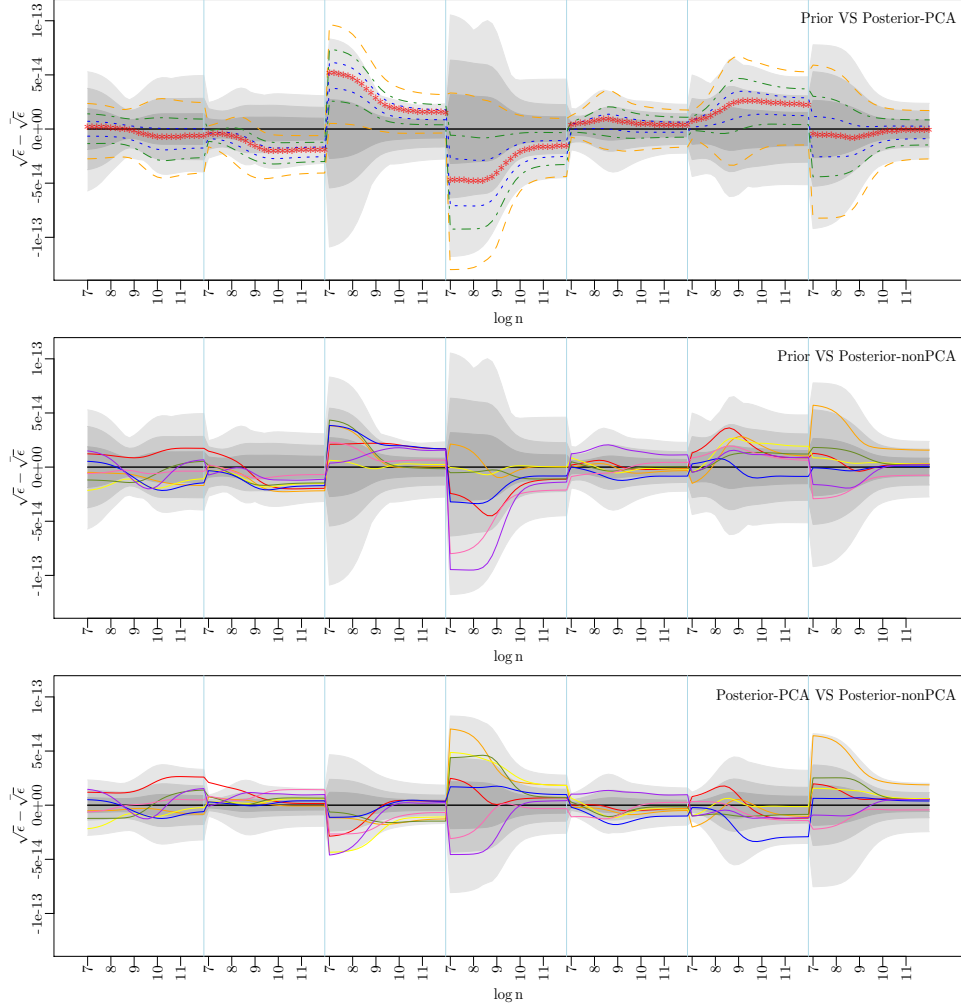 Prior VS Posterior-PCA
√ϵ − √ϵ̄
1e-13
5e-14
0e+00
-5e-14
-1e-13
7 8 9 10 11 7 8 9 10 11 7 8 9 10 11 7 8 9 10 11 7 8 9 10 11 7 8 9 10 11 7 8 9 10 11
log n
Prior VS Posterior-nonPCA
√ϵ − √ϵ̄
1e-13
5e-14
0e+00
-5e-14
-1e-13
7 8 9 10 11 7 8 9 10 11 7 8 9 10 11 7 8 9 10 11 7 8 9 10 11 7 8 9 10 11 7 8 9 10 11
log n
Posterior-PCA VS Posterior-nonPCA
√ϵ − √ϵ̄
1e-13
5e-14
0e+00
-5e-14
-1e-13
7 8 9 10 11 7 8 9 10 11 7 8 9 10 11 7 8 9 10 11 7 8 9 10 11 7 8 9 10 11 7 8 9 10 11
log n